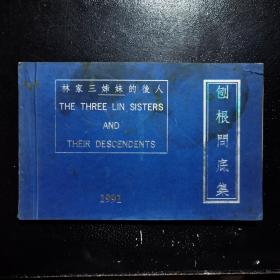 林家三姊妹的後人
THE THREE LIN SISTERS
AND
THEIR DESCENDENTS
1991
刨根問底集